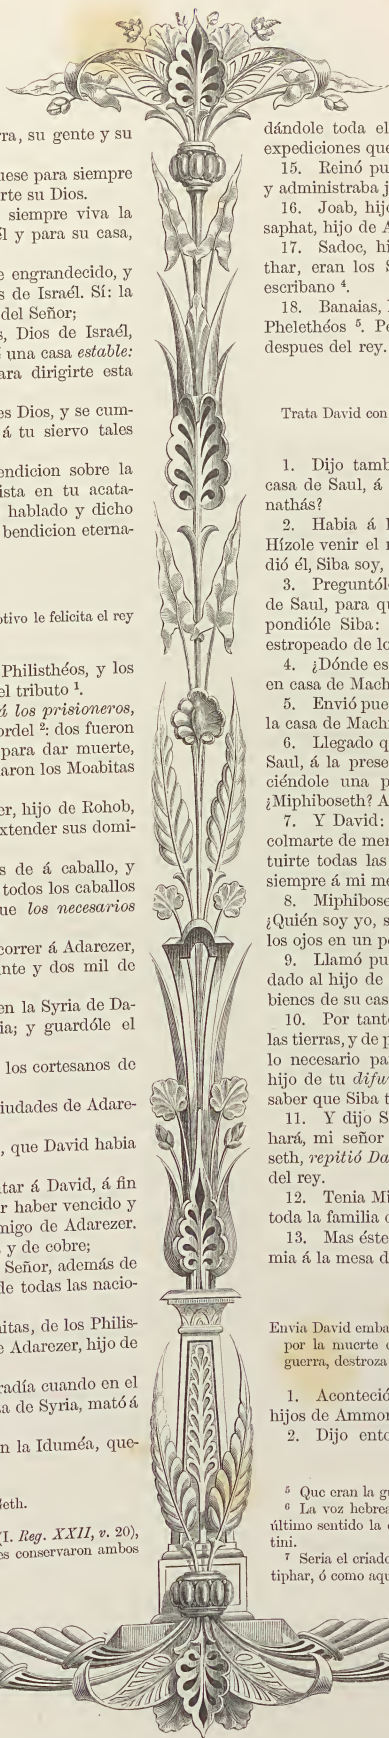 rra, su gente y su
uese para siempre
rte su Dios.
siempre viva la
él y para su casa,
e engrandecido, y
s de Israél. Sí: la
del Señor;
s, Dios de Israél,
una casa estable:
ara dirigirte esta
es Dios, y se cum-
á tu siervo tales
endicion sobre la
ista en tu acata-
hablado y dicho
bendicion eterna-
otivo le felicita el rey
Philisthéos, y los
el tributo ¹.
á los prisioneros,
ordel ²: dos fueron
para dar muerte,
aron los Moabitas
er, hijo de Rohob,
xtender sus domi-
s de á caballo, y
todos los caballos
ue los necesarios
correr á Adarezer,
nte y dos mil de
en la Syria de Da-
ia; y guardóle el
los cortesanos de
iudades de Adare-
, que David habia
tar á David, á fin
r haber vencido y
migo de Adarezer.
, y de cobre;
Señor, además de
de todas las nacio-
itas, de los Philis-
e Adarezer, hijo de
radía cuando en el
za de Syria, mató á
n la Iduméa, que-
eth.
(I. Reg. XXII, v. 20),
es conservaron ambos
dándole toda el
expediciones que
15. Reinó pu
y administraba j
16. Joab, hijo
saphat, hijo de A
17. Sadoc, hi
thar, eran los S
escribano ⁴.
18. Banaias, h
Phelethéos ⁵. Pe
despues del rey.
Trata David con
1. Dijo tamb
casa de Saul, á
nathás?
2. Habia á l
Hízole venir el r
dió él, Siba soy,
3. Preguntóle
de Saul, para qu
pondióle Siba:
estropeado de lo
4. ¿Dónde es
en casa de Mach
5. Envió pue
la casa de Machi
6. Llegado q
Saul, á la prese
ciéndole una p
¿Miphiboseth? A
7. Y David:
colmarte de mer
tuirte todas las
siempre á mi me
8. Miphibose
¿Quién soy yo, s
los ojos en un pe
9. Llamó pu
dado al hijo de
bienes de su cas
10. Por tanto
las tierras, y de p
lo necesario pa
hijo de tu difu
saber que Siba t
11. Y dijo S
hará, mi señor
seth, repitió Da
del rey.
12. Tenia Mi
toda la familia d
13. Mas éste
mia á la mesa d
Envia David emba
por la muerte d
guerra, destroza
1. Aconteció
hijos de Ammon
2. Dijo ento
⁵ Que eran la gu
⁶ La voz hebrea
último sentido la
tini.
⁷ Seria el criado
tiphar, ó como aqu